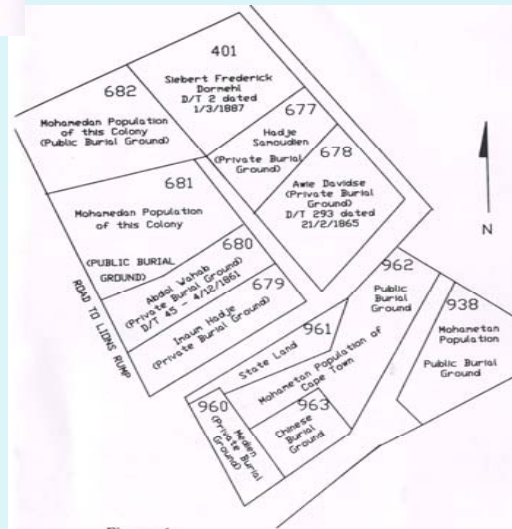 401
Siebert Frederick
Dormehl
D/T 2 dated
1/3/1887
682
Mohamedan Population
of this Colony
(Public Burial Ground)
677
Hadje
Samoudien
(Private Burial
Ground)
678
Awie Davidse
(Private Burial
Ground)
D/T 293 dated
21/2/1865
681
Mohamedan Population
of this Colony
(PUBLIC BURIAL
GROUND)
680
Abdol Wahab
(Private Burial Ground)
D/T 45 - 4/12/1861
679
Imaum Hadje
(Private Burial Ground)
ROAD TO LIONS RUMP
N
962
Public
Burial
Ground
Mohametan Population of
Cape Town
938
Mohametan
Population
Public Burial
Ground
961
State Land
960
Medien
(Private Burial
Ground)
963
Chinese
Burial
Ground